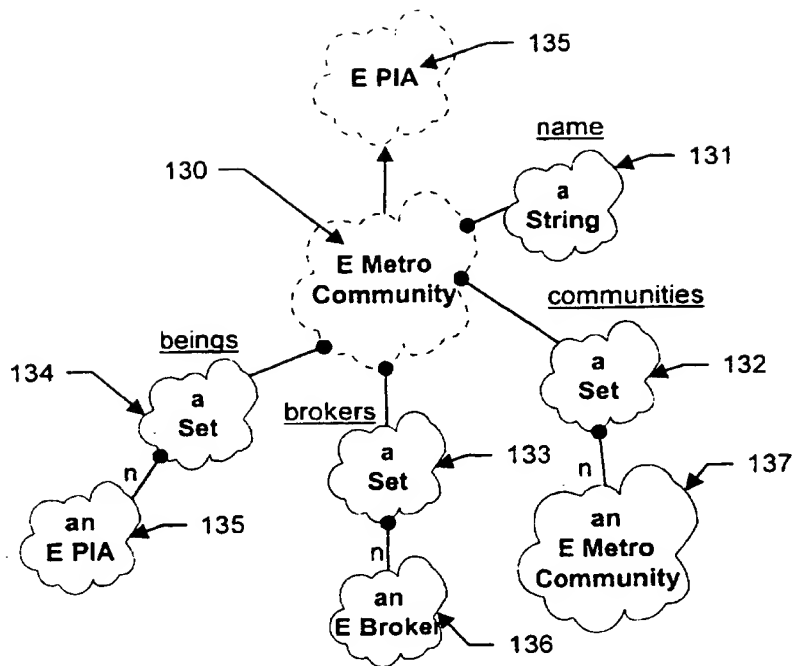 135
E PIA
name
130
131
a
String
E Metro
Community
communities
beings
134
a
Set
a
Set
132
brokers
a
Set
133
n
n
137
an
E PIA
135
an
E Metro
Community
n
an
E Broker
136